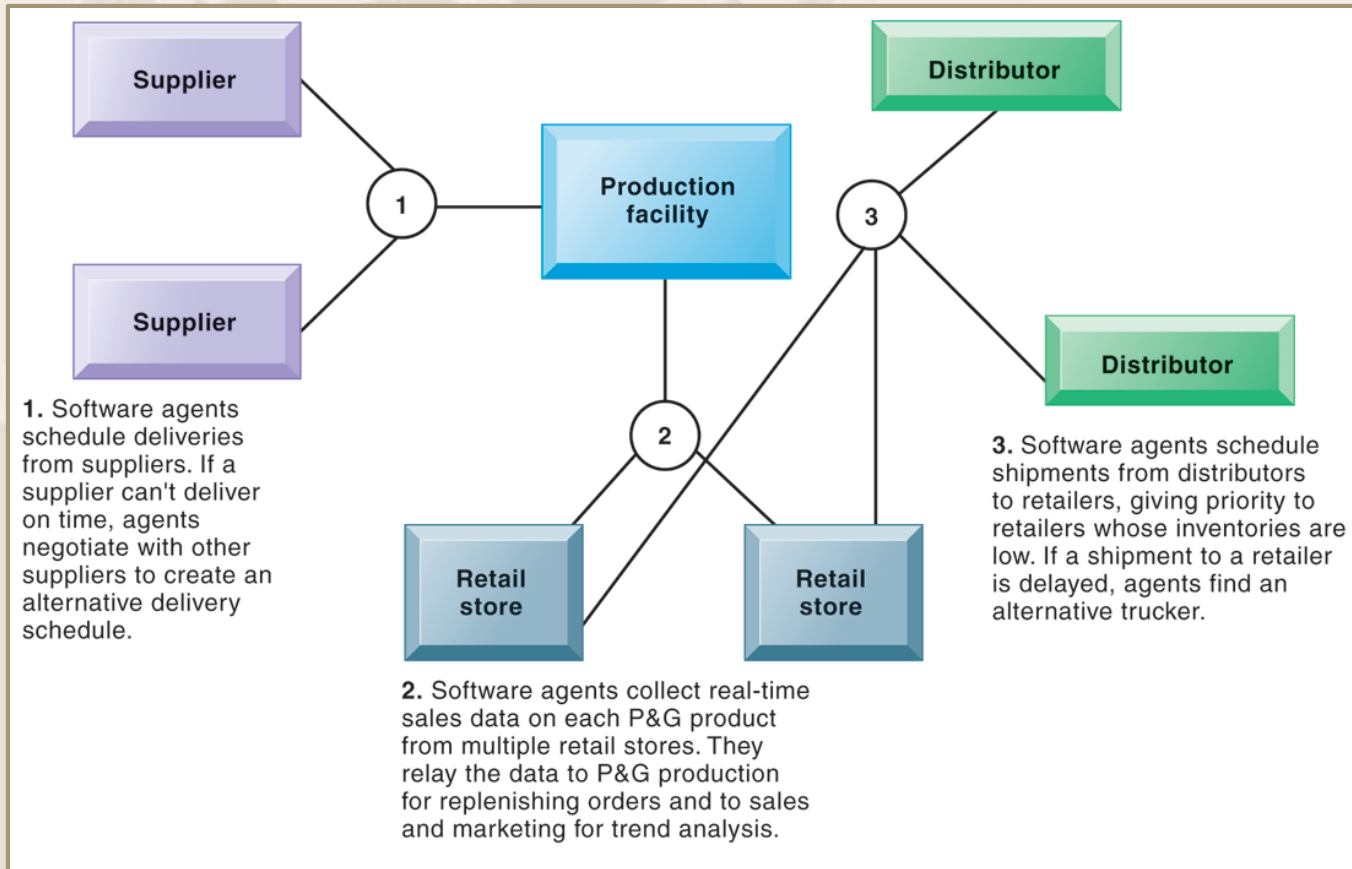 Supplier
Distributor
Production
facility
1
3
Supplier
Distributor
2
Retail
store
Retail
store
1. Software agents
schedule deliveries
from suppliers. If a
supplier can't deliver
on time, agents
negotiate with other
suppliers to create an
alternative delivery
schedule.
2. Software agents collect real-time
sales data on each P&G product
from multiple retail stores. They
relay the data to P&G production
for replenishing orders and to sales
and marketing for trend analysis.
3. Software agents schedule
shipments from distributors
to retailers, giving priority to
retailers whose inventories are
low. If a shipment to a retailer
is delayed, agents find an
alternative trucker.